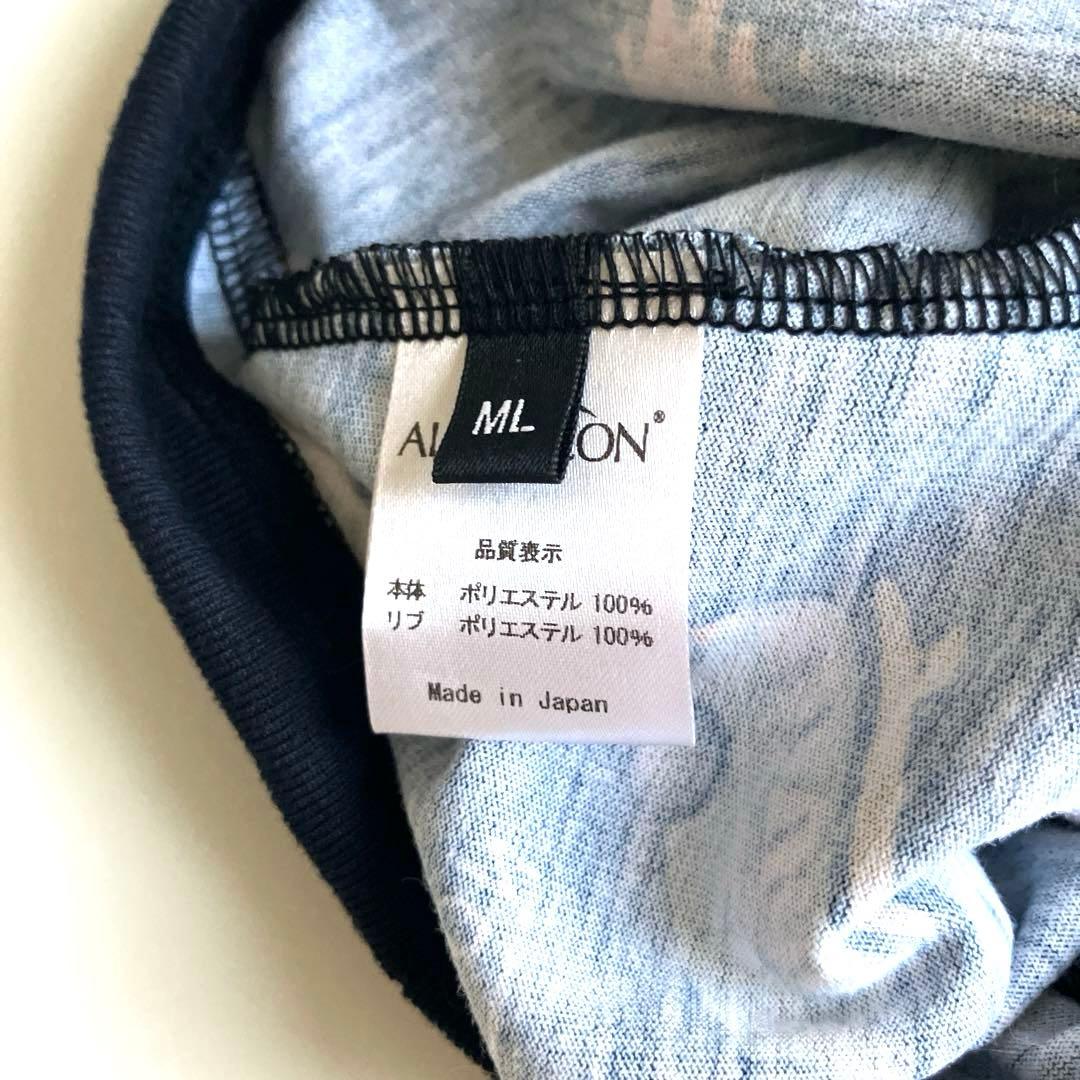 ML
品質表示
本体 ポリエステル 100%
リブ ポリエステル 100%
Made in Japan